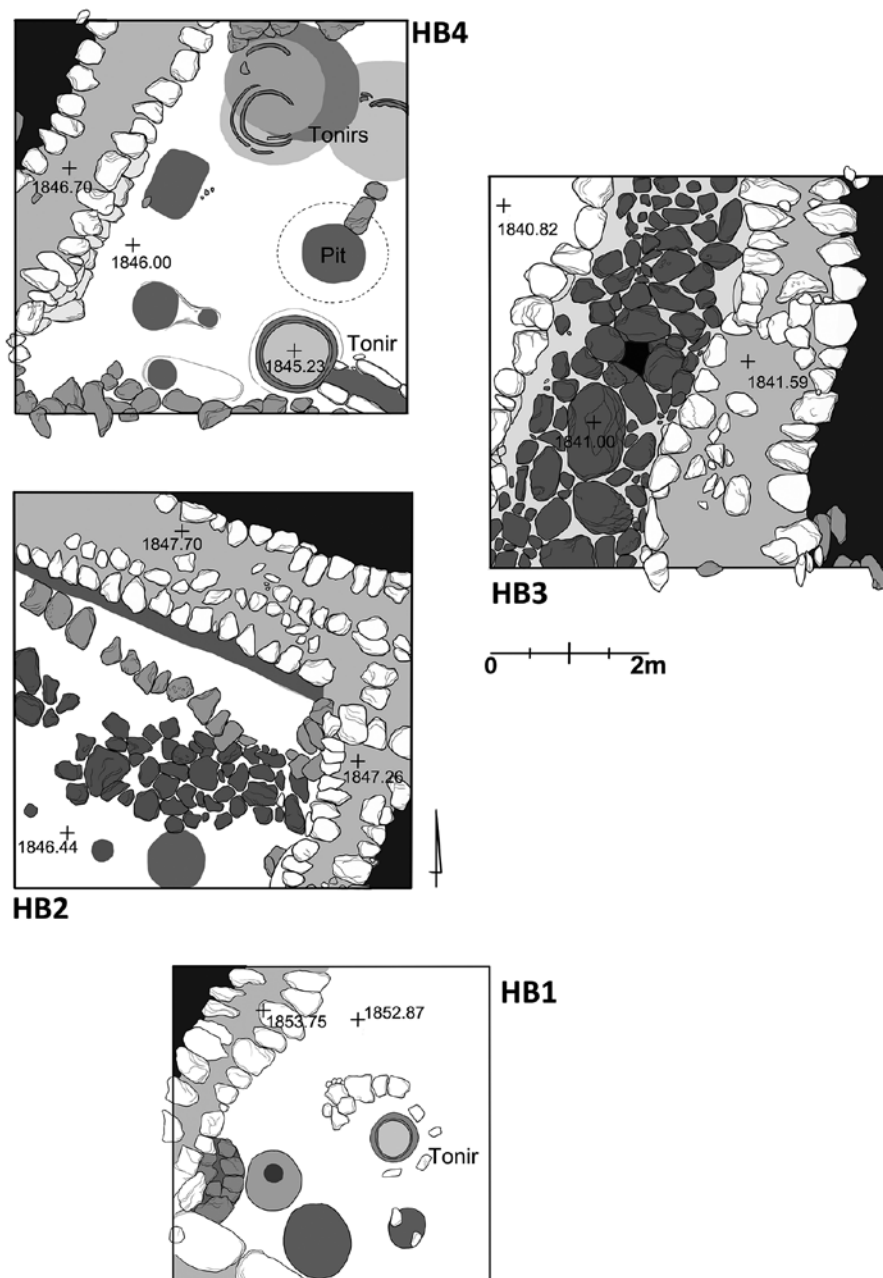 HB4
Tonirs
1846.70
1846.00
Pit
Tonir
1845.23
1840.82
1841.59
1841.00
HB3
0 2m
1847.70
1847.26
1846.44
HB2
HB1
1853.75
1852.87
Tonir